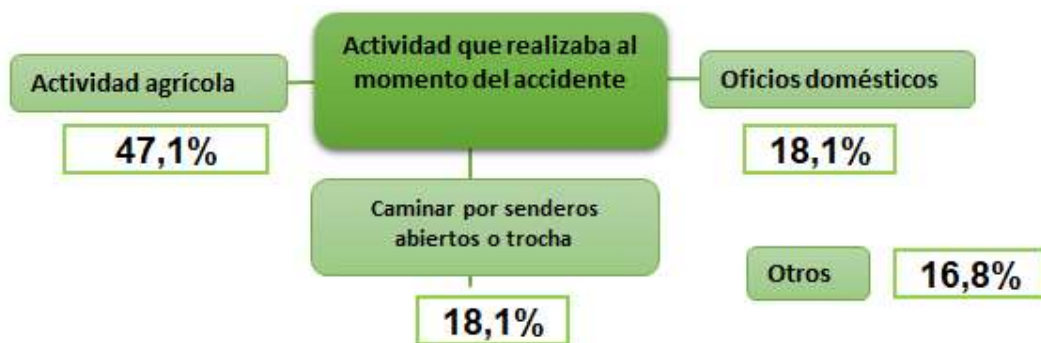 Actividad que realizaba al
momento del accidente
Actividad agrícola
47,1%
Oficios domésticos
18,1%
Caminar por senderos
abiertos o trocha
18,1%
Otros
16,8%